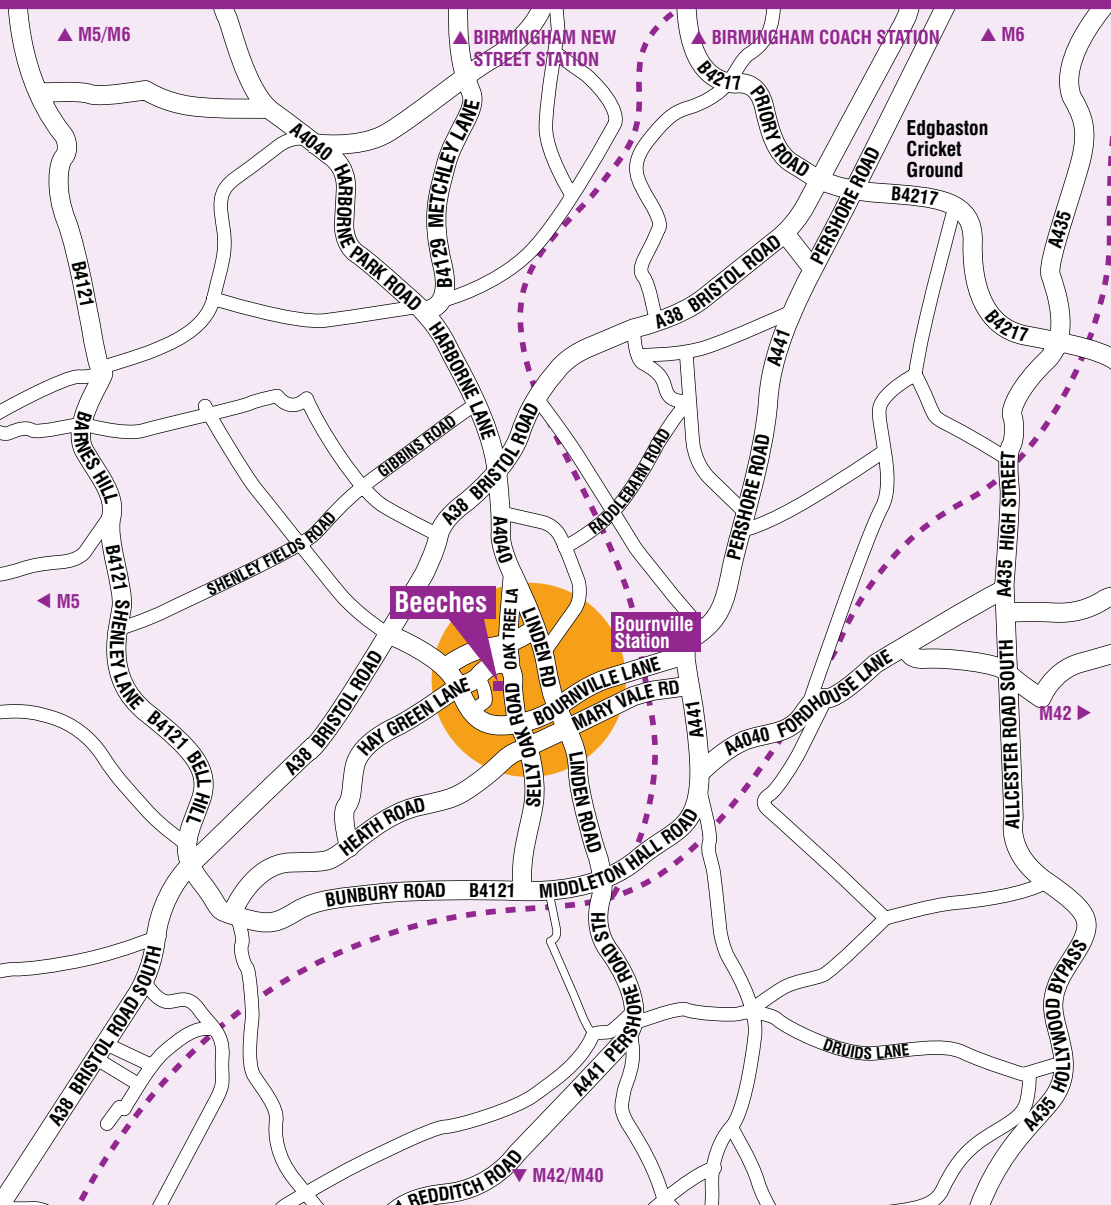 ▲ M5/M6
▲ BIRMINGHAM NEW
STREET STATION
▲ BIRMINGHAM COACH STATION
▲ M6
B4217
PRIORY ROAD
Edgbaston
Cricket
Ground
A4040
HARBORNE
PARK ROAD
B4129 METCHLEY LANE
PERSHORE ROAD
B4217
A435
B4121
A38 BRISTOL ROAD
B4217
HARBORNE LANE
A441
BARNES HILL
GIBBINS ROAD
A38 BRISTOL ROAD
RADDLEBARN ROAD
PERSHORE ROAD
A435 HIGH STREET
A4040
SHENLEY FIELDS ROAD
B4121 SHENLEY LANE
◀ M5
Beeches
OAK TREE LA
LINDEN RD
Bournville
Station
BOURNVILLE LANE
MARY VALE RD
HAY GREEN LANE
A38 BRISTOL ROAD
SELLY OAK ROAD
A441
A4040 FORDHOUSE LANE
ALLCESTER ROAD SOUTH
M42 ▶
B4121 BELL HILL
LINDEN ROAD
HEATH ROAD
BUNBURY ROAD B4121
MIDDLETON HALL ROAD
A38 BRISTOL ROAD SOUTH
A441 PERSHORE ROAD STH
DRUIDS LANE
A435 HOLLYWOOD BYPASS
REDDITCH ROAD
▼ M42/M40